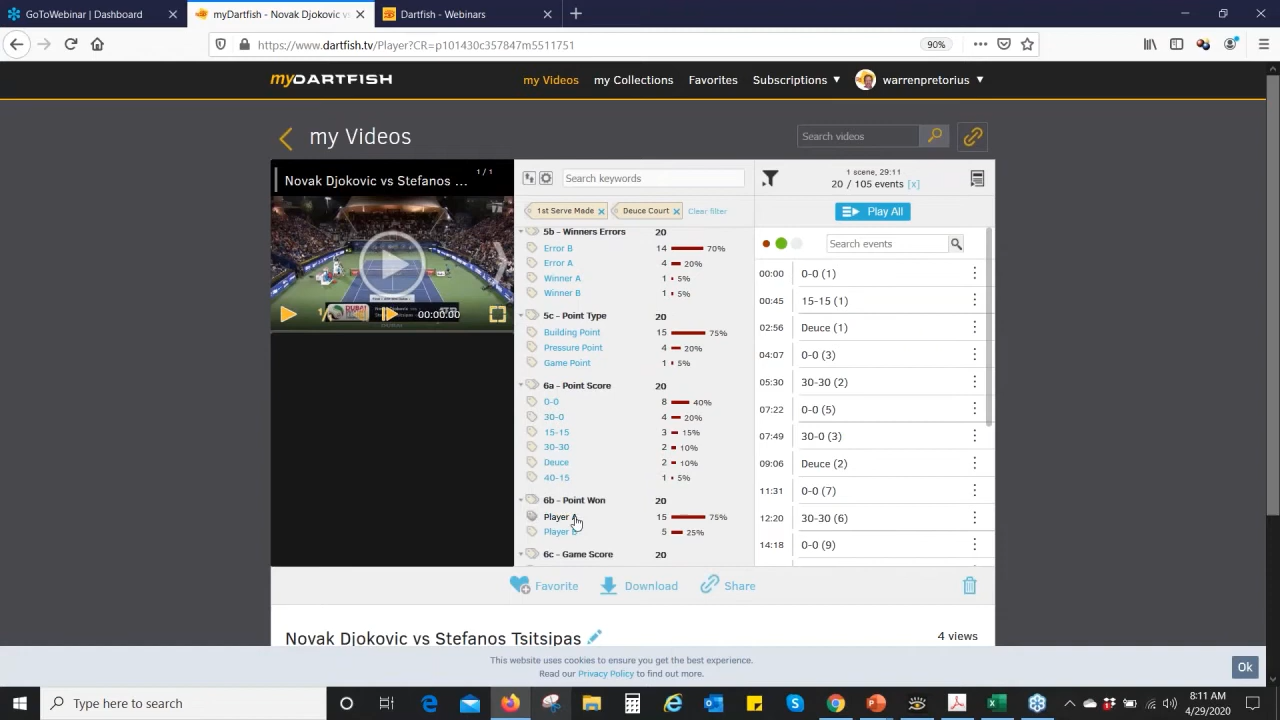 GoToWebinar | Dashboard
myDartfish - Novak Djokovic vs
Dartfish - Webinars
https://www.dartfish.tv/Player?CR=p101430c357847m5511751
90%
myDARTFISH
my Videos
my Collections
Favorites
Subscriptions
warrenpretorius
my Videos
Search videos
Novak Djokovic vs Stefanos ...
1 / 1
00:00:00
Search keywords
1st Serve Made
Deuce Court
Clear filter
5b - Winners Errors 20
Error B 14 70%
Error A 4 20%
Winner A 1 5%
Winner B 1 5%
5c - Point Type 20
Building Point 15 75%
Pressure Point 4 20%
Game Point 1 5%
6a - Point Score 20
0-0 8 40%
30-0 4 20%
15-15 3 15%
30-30 2 10%
Deuce 2 10%
40-15 1 5%
6b - Point Won 20
Player A 15 75%
Player B 5 25%
6c - Game Score 20
1 scene, 29:11
20 / 105 events [x]
Play All
Search events
00:00 0-0 (1)
00:45 15-15 (1)
02:56 Deuce (1)
04:07 0-0 (3)
05:30 30-30 (2)
07:22 0-0 (5)
07:49 30-0 (3)
09:06 Deuce (2)
11:31 0-0 (7)
12:20 30-30 (6)
14:18 0-0 (9)
Favorite
Download
Share
Novak Djokovic vs Stefanos Tsitsipas
4 views
This website uses cookies to ensure you get the best experience.
Read our Privacy Policy to find out more.
Ok
Type here to search
8:11 AM
4/29/2020